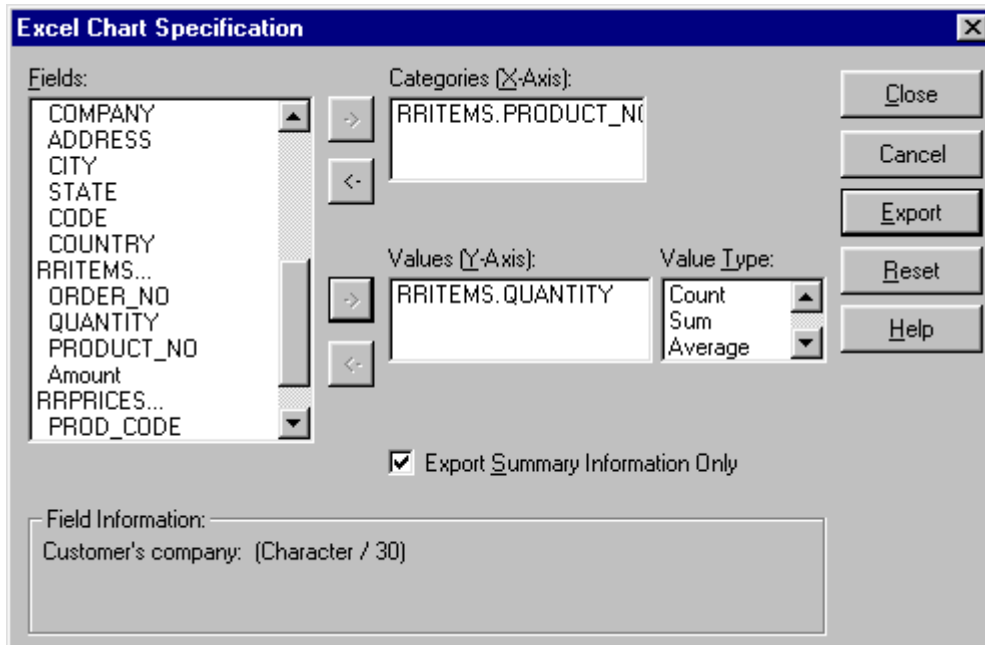 Excel Chart Specification
Fields:
COMPANY
ADDRESS
CITY
STATE
CODE
COUNTRY
RRITEMS...
ORDER_NO
QUANTITY
PRODUCT_NO
Amount
RRPRICES...
PROD_CODE
->
<-
Categories (X-Axis):
RRITEMS.PRODUCT_NO
->
<-
Values (Y-Axis):
RRITEMS.QUANTITY
Value Type:
Count
Sum
Average
Export Summary Information Only
Close
Cancel
Export
Reset
Help
Field Information:
Customer's company: (Character / 30)